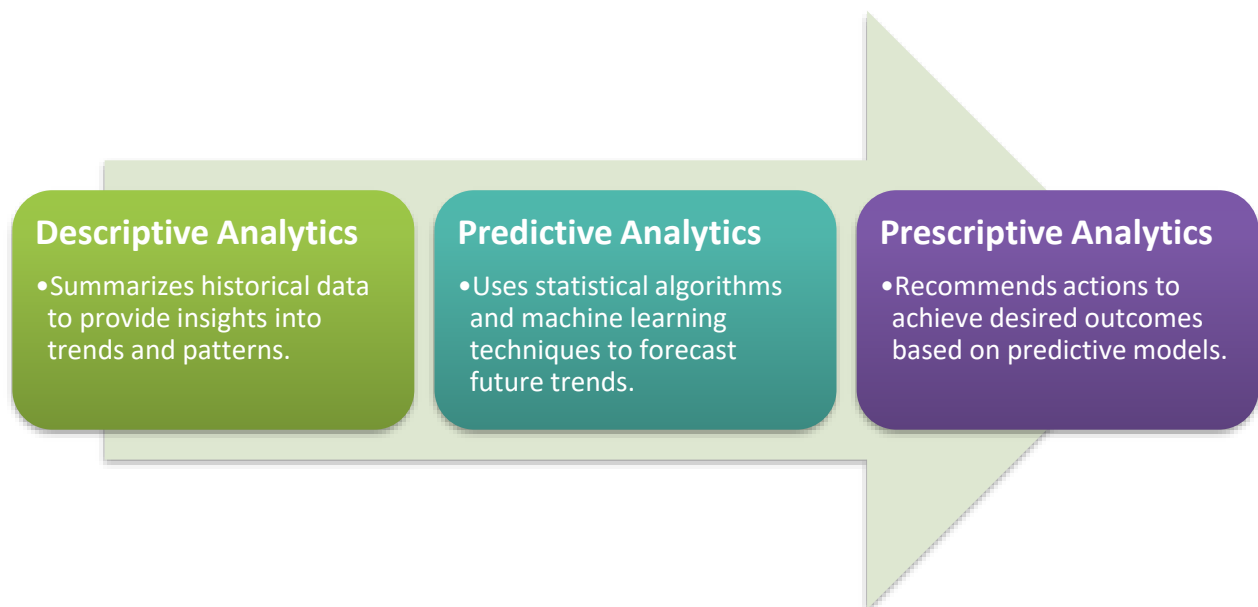 Descriptive Analytics
•Summarizes historical data
to provide insights into
trends and patterns.
Predictive Analytics
•Uses statistical algorithms
and machine learning
techniques to forecast
future trends.
Prescriptive Analytics
•Recommends actions to
achieve desired outcomes
based on predictive models.